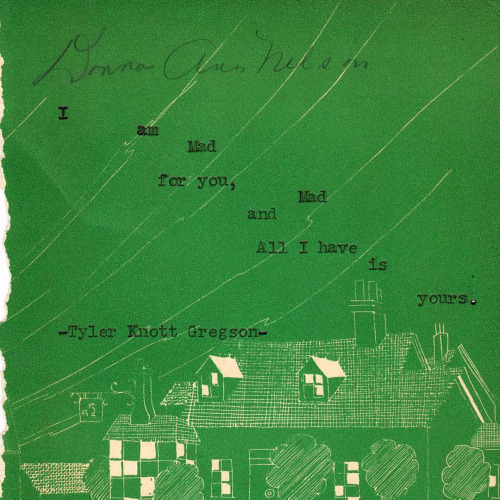 Donna Ann Nelson
I
am
Mad
for you,
Mad
and
All I have
is
yours.
-Tyler Knott Gregson-